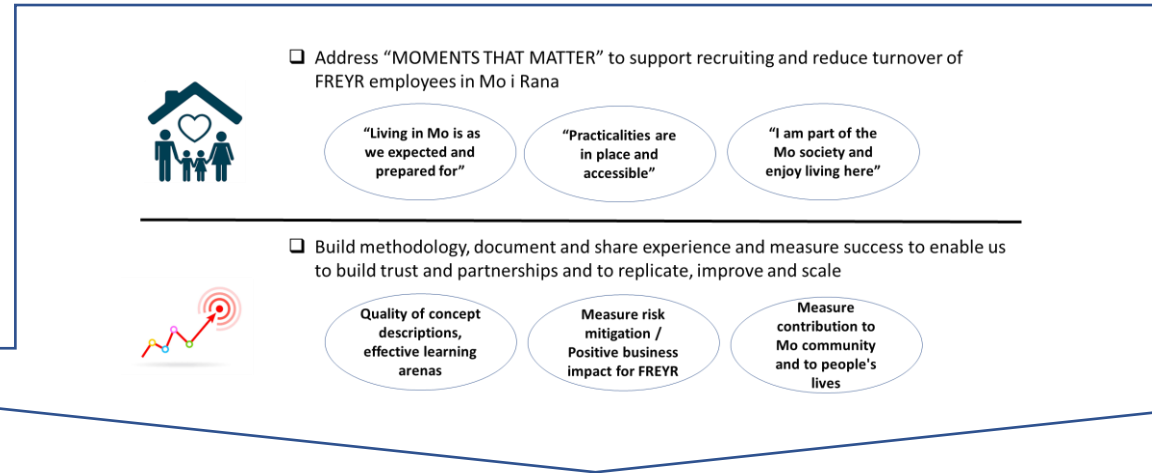 ❑ Address “MOMENTS THAT MATTER” to support recruiting and reduce turnover of
FREYR employees in Mo i Rana
“Living in Mo is as
we expected and
prepared for”
“Practicalities are
in place and
accessible”
“I am part of the
Mo society and
enjoy living here”
❑ Build methodology, document and share experience and measure success to enable us
to build trust and partnerships and to replicate, improve and scale
Quality of concept
descriptions,
effective learning
arenas
Measure risk
mitigation /
Positive business
impact for FREYR
Measure
contribution to
Mo community
and to people's
lives